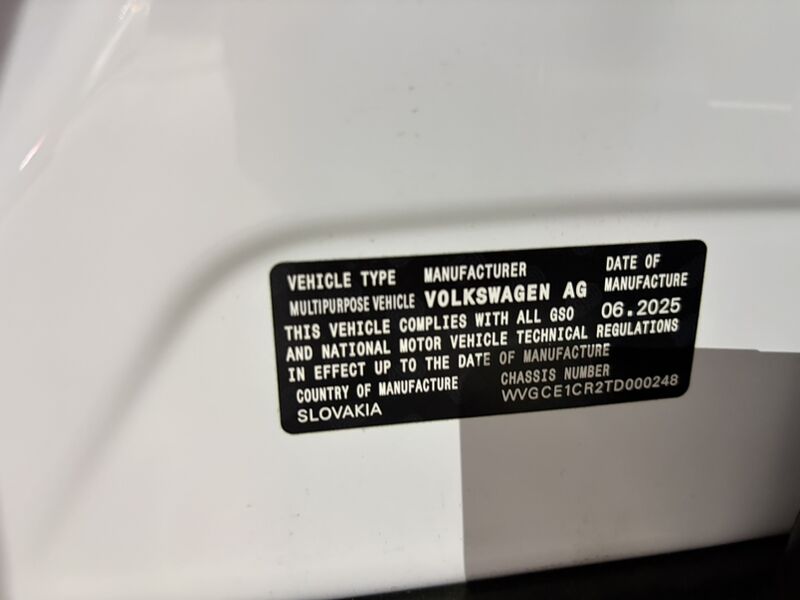 VEHICLE TYPE MANUFACTURER DATE OF MANUFACTURE
MULTIPURPOSE VEHICLE VOLKSWAGEN AG 06.2025
THIS VEHICLE COMPLIES WITH ALL GSO
AND NATIONAL MOTOR VEHICLE TECHNICAL REGULATIONS
IN EFFECT UP TO THE DATE OF MANUFACTURE
COUNTRY OF MANUFACTURE CHASSIS NUMBER
SLOVAKIA WVGCE1CR2TD000248